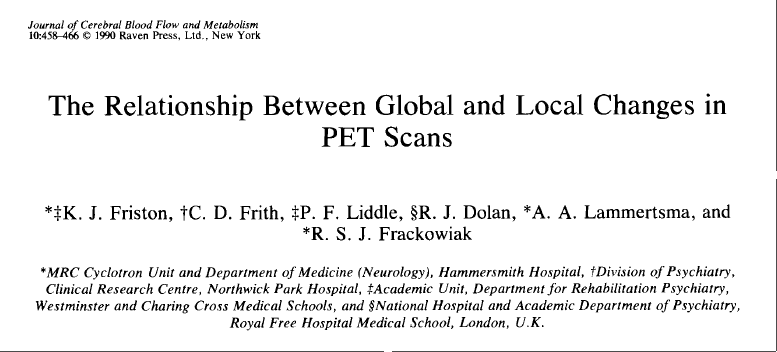 Journal of Cerebral Blood Flow and Metabolism
10:458–466 © 1990 Raven Press, Ltd., New York
The Relationship Between Global and Local Changes in
PET Scans
*‡K. J. Friston, †C. D. Frith, ‡P. F. Liddle, §R. J. Dolan, *A. A. Lammertsma, and
*R. S. J. Frackowiak
*MRC Cyclotron Unit and Department of Medicine (Neurology), Hammersmith Hospital, †Division of Psychiatry,
Clinical Research Centre, Northwick Park Hospital, ‡Academic Unit, Department for Rehabilitation Psychiatry,
Westminster and Charing Cross Medical Schools, and §National Hospital and Academic Department of Psychiatry,
Royal Free Hospital Medical School, London, U.K.